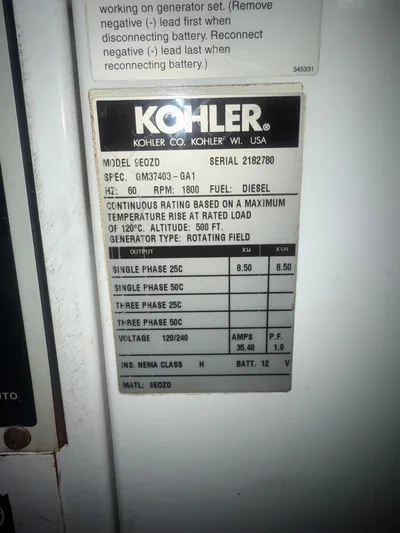 working on generator set. (Remove
negative (-) lead first when
disconnecting battery. Reconnect
negative (-) lead last when
reconnecting battery.)
345331
KOHLER®
KOHLER CO. KOHLER WI. USA
MODEL 9EOZD SERIAL 2182780
SPEC. GM37403-GA1
HZ: 60 RPM: 1800 FUEL: DIESEL
CONTINUOUS RATING BASED ON A MAXIMUM
TEMPERATURE RISE AT RATED LOAD
OF 120°C. ALTITUDE: 500 FT.
GENERATOR TYPE: ROTATING FIELD
OUTPUT KW KVA
SINGLE PHASE 25C 8.50 8.50
SINGLE PHASE 50C
THREE PHASE 25C
THREE PHASE 50C
VOLTAGE 120/240 AMPS P.F.
35.40 1.0
INS. NEMA CLASS H BATT. 12 V
MATL: 9EOZD
UTO